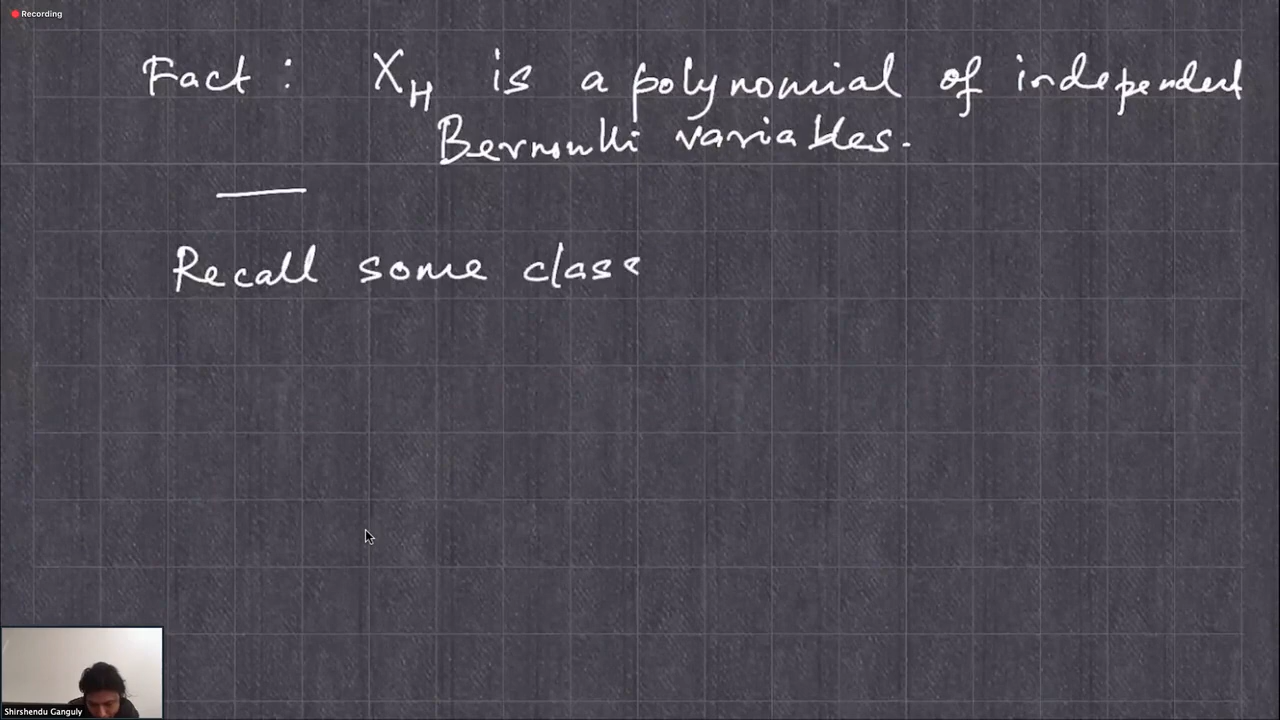 Recording
Fact : X_H is a polynomial of independent
Bernoulli variables.
Recall some class
Shirshendu Ganguly